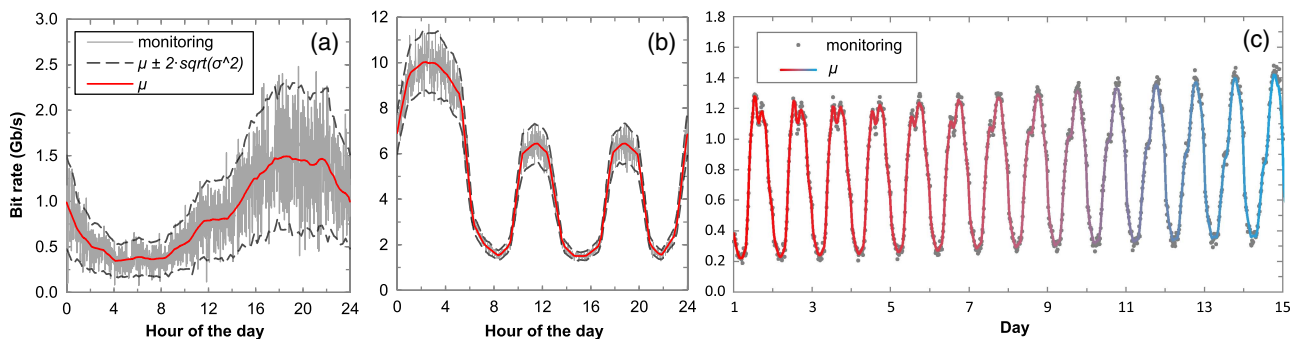 Bit rate (Gb/s)
3.0
2.5
2.0
1.5
1.0
0.5
0.0
monitoring
μ ± 2·sqrt(σ^2)
μ
(a)
0 4 8 12 16 20 24
Hour of the day
12
10
8
6
4
2
0
(b)
0 4 8 12 16 20 24
Hour of the day
1.8
1.6
1.4
1.2
1.0
0.8
0.6
0.4
0.2
0.0
monitoring
μ
(c)
1 3 5 7 9 11 13 15
Day